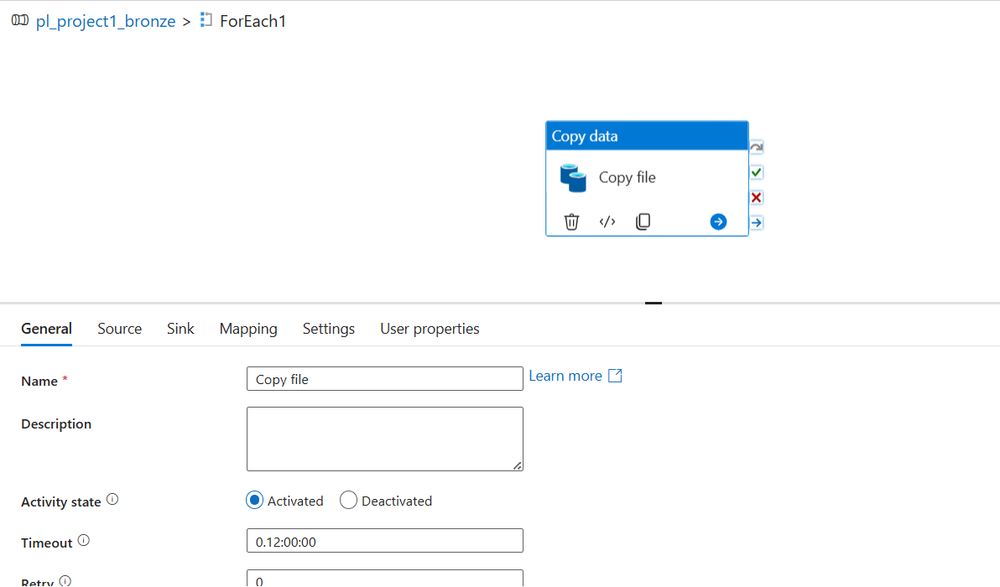 pl_project1_bronze > ForEach1
Copy data
Copy file
General Source Sink Mapping Settings User properties
Name * Copy file Learn more
Description
Activity state Activated Deactivated
Timeout 0.12:00:00
Retry 0